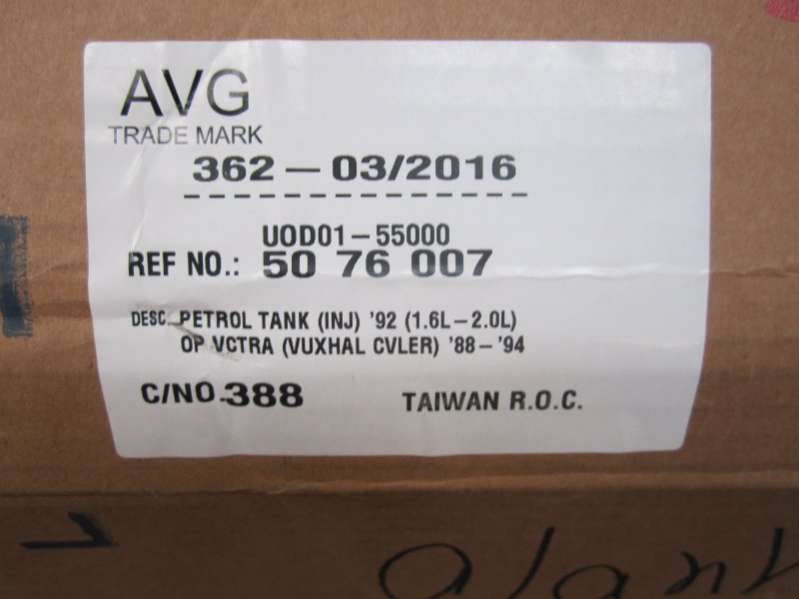 AVG
TRADE MARK
362 — 03/2016
UOD01-55000
REF NO.: 50 76 007
DESC. PETROL TANK (INJ) '92 (1.6L-2.0L)
OP VCTRA (VUXHAL CVLER) '88-'94
C/NO. 388 TAIWAN R.O.C.